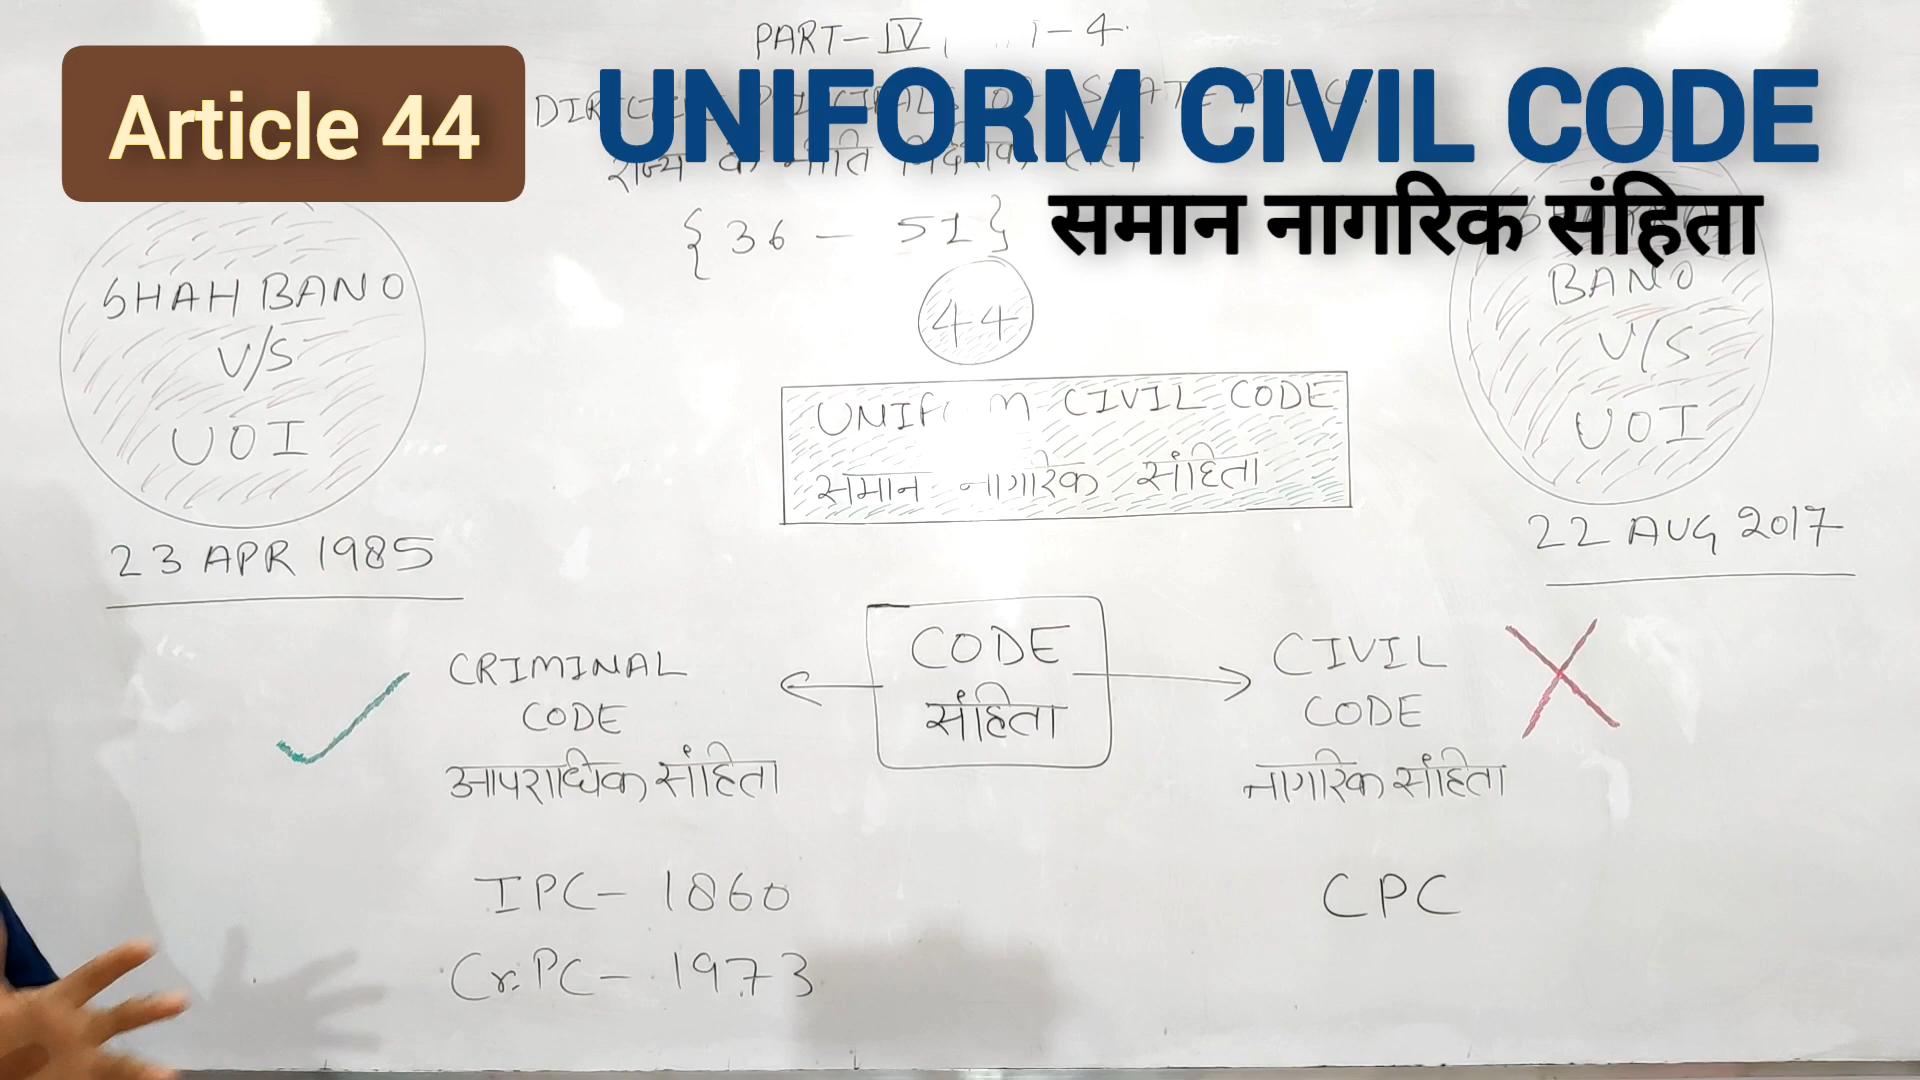 PART-IV, 1-4.
Article 44
UNIFORM CIVIL CODE
समान नागरिक संहिता
{36 - 51}
44
SHAH BANO
V/S
UOI
23 APR 1985
UNIF M CIVIL CODE
समान नागरिक संहिता
BANO
V/S
UOI
22 AUG 2017
CODE
संहिता
CRIMINAL
CODE
आपराधिक संहिता
IPC- 1860
Cr.PC- 1973
CIVIL
CODE
नागरिक संहिता
CPC